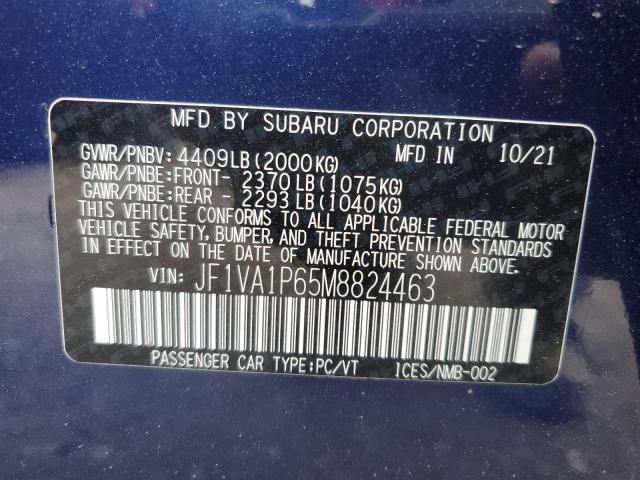 MFD BY SUBARU CORPORATION
GVWR/PNBV: 4409LB(2000KG) MFD IN 10/21
GAWR/PNBE:FRONT- 2370LB(1075KG)
GAWR/PNBE:REAR - 2293LB(1040KG)
THIS VEHICLE CONFORMS TO ALL APPLICABLE FEDERAL MOTOR
VEHICLE SAFETY, BUMPER, AND THEFT PREVENTION STANDARDS
IN EFFECT ON THE DATE OF MANUFACTURE SHOWN ABOVE.
VIN: JF1VA1P65M8824463
PASSENGER CAR TYPE:PC/VT ICES/NMB-002